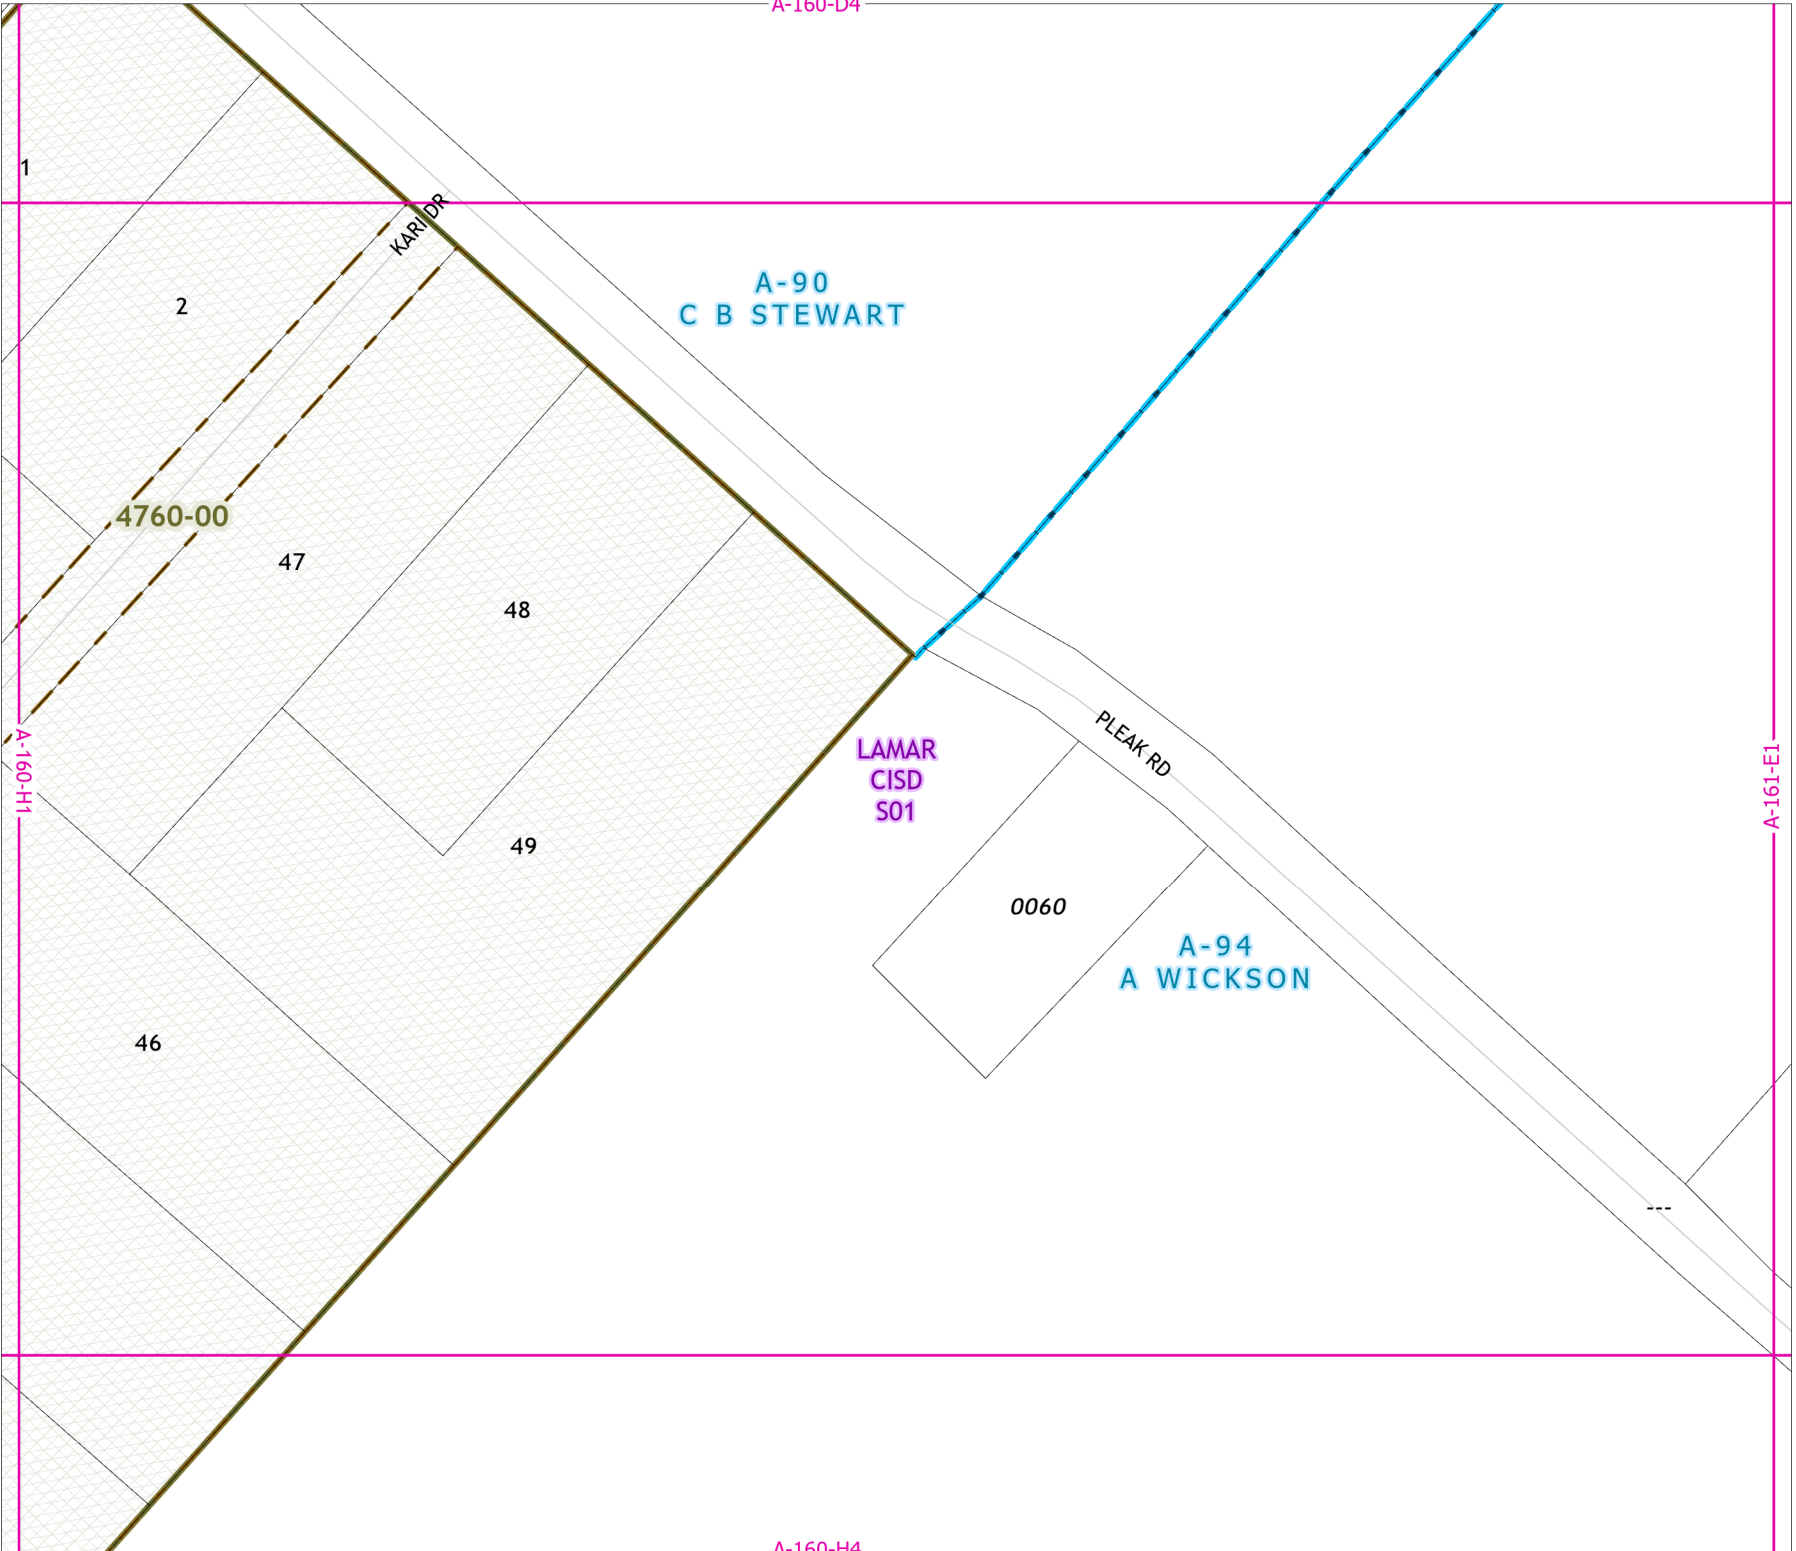 A-160-D4
1
KARI DR
A-90
C B STEWART
2
4760-00
47
48
PLEAK RD
LAMAR
CISD
S01
A-160-H1
A-161-E1
49
0060
A-94
A WICKSON
46
---
A-160-H4